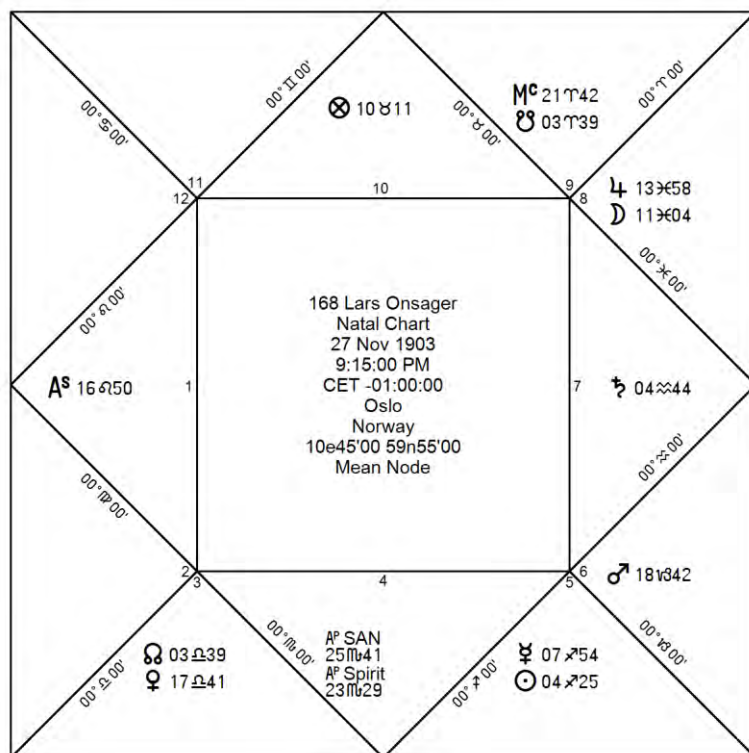 00°♊00'
⊗ 10♉11
00°♉00'
Mc 21♈42
☋ 03♈39
00°♈00'
00°♋00'
11
12
10
9
8
♃ 13♓58
☽ 11♓04
00°♓00'
00°♌00'
As 16♌50
1
168 Lars Onsager
Natal Chart
27 Nov 1903
9:15:00 PM
CET -01:00:00
Oslo
Norway
10e45'00 59n55'00
Mean Node
7
♄ 04♒44
00°♒00'
00°♍00'
2
3
4
5
6
♂ 18♑42
00°♑00'
00°♎00'
☊ 03♎39
♀ 17♎41
00°♏00'
AP SAN
25♏41
AP Spirit
23♏29
00°♐00'
☿ 07♐54
☉ 04♐25